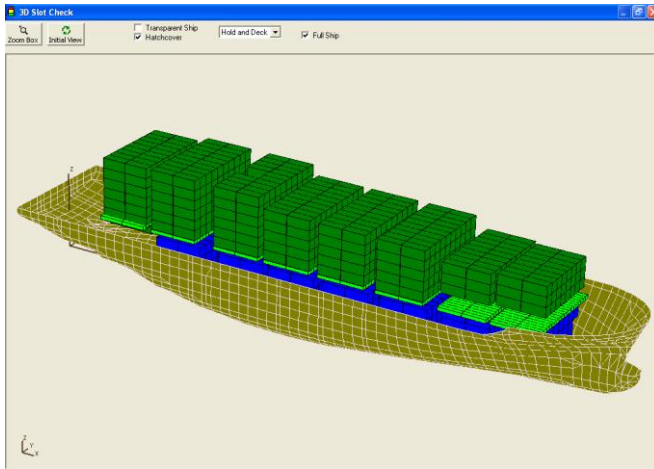 3D Slot Check
Zoom Box
Initial View
Transparent Ship
Hatchcover
Hold and Deck
Full Ship
z
Z
Y
X